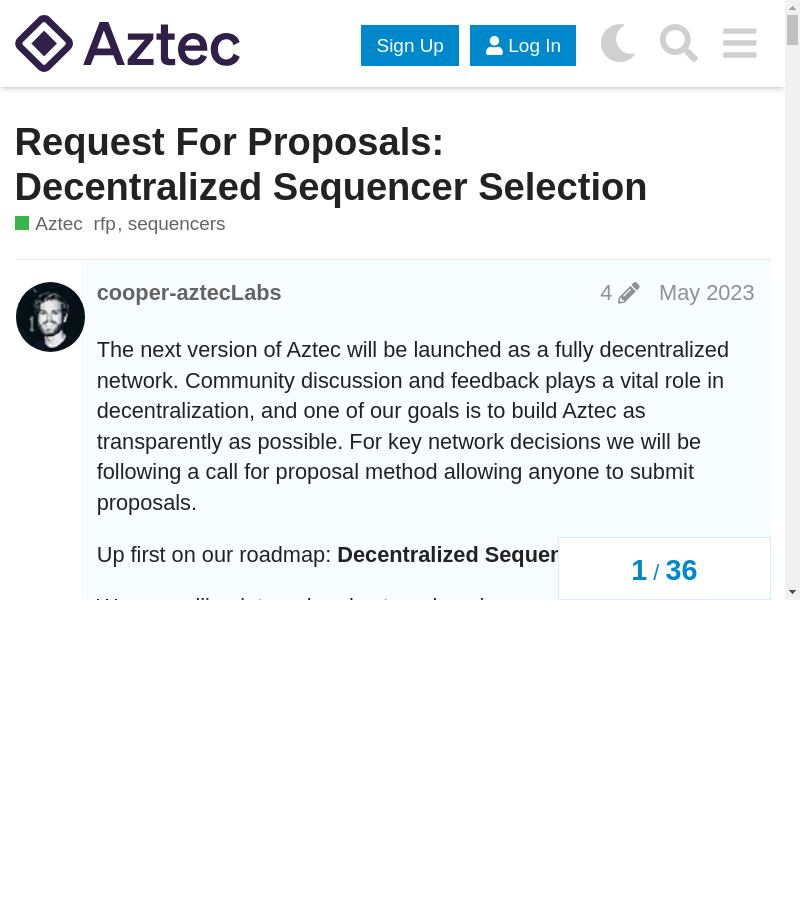 Aztec
Sign Up
Log In
Request For Proposals:
Decentralized Sequencer Selection
Aztec rfp, sequencers
cooper-aztecLabs
4
May 2023
The next version of Aztec will be launched as a fully decentralized
network. Community discussion and feedback plays a vital role in
decentralization, and one of our goals is to build Aztec as
transparently as possible. For key network decisions we will be
following a call for proposal method allowing anyone to submit
proposals.
Up first on our roadmap: Decentralized Sequen
1 / 36